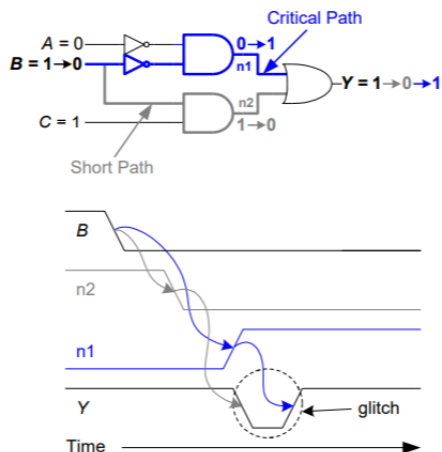 Critical Path
A = 0
0→1
n1
B = 1→0
Y = 1→0→1
n2
C = 1
1→0
Short Path
B
n2
n1
Y
glitch
Time